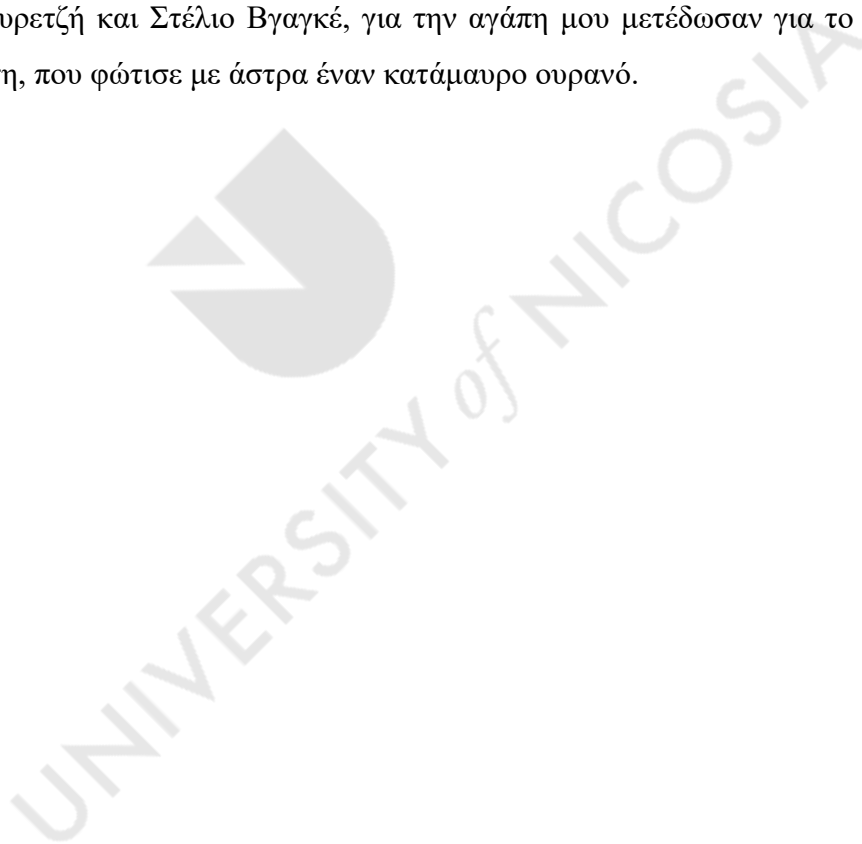 υρετζή και Στέλιο Βγαγκέ, για την αγάπη μου μετέδωσαν για το
η, που φώτισε με άστρα έναν κατάμαυρο ουρανό.
UNIVERSITY of NICOSIA